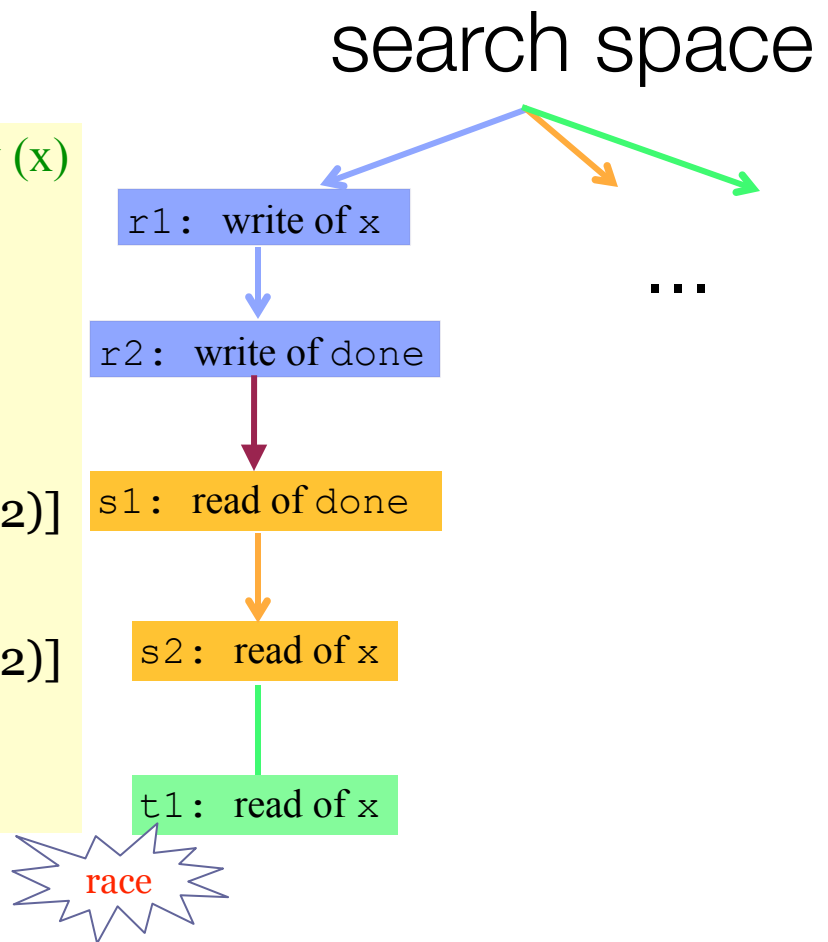 search space
(x)
r1: write of x
...
r2: write of done
2)]
s1: read of done
2)]
s2: read of x
t1: read of x
race